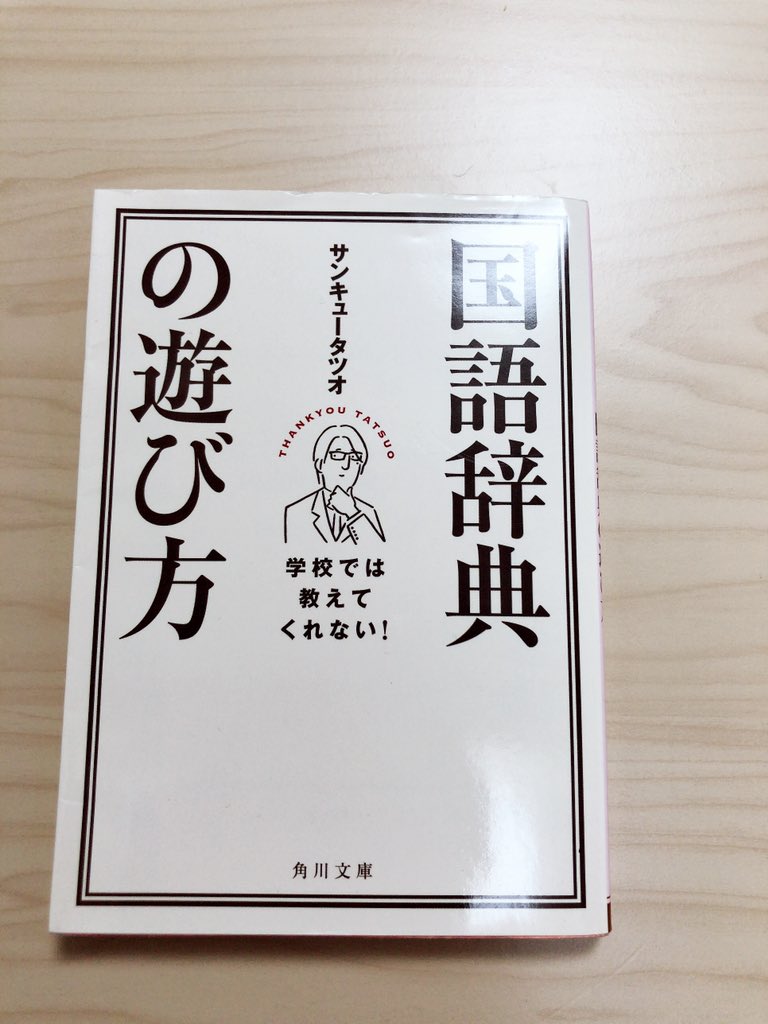 国語辞典
の遊び方
サンキュータツオ
THANKYOU TATSUO
学校では
教えて
くれない！
角川文庫